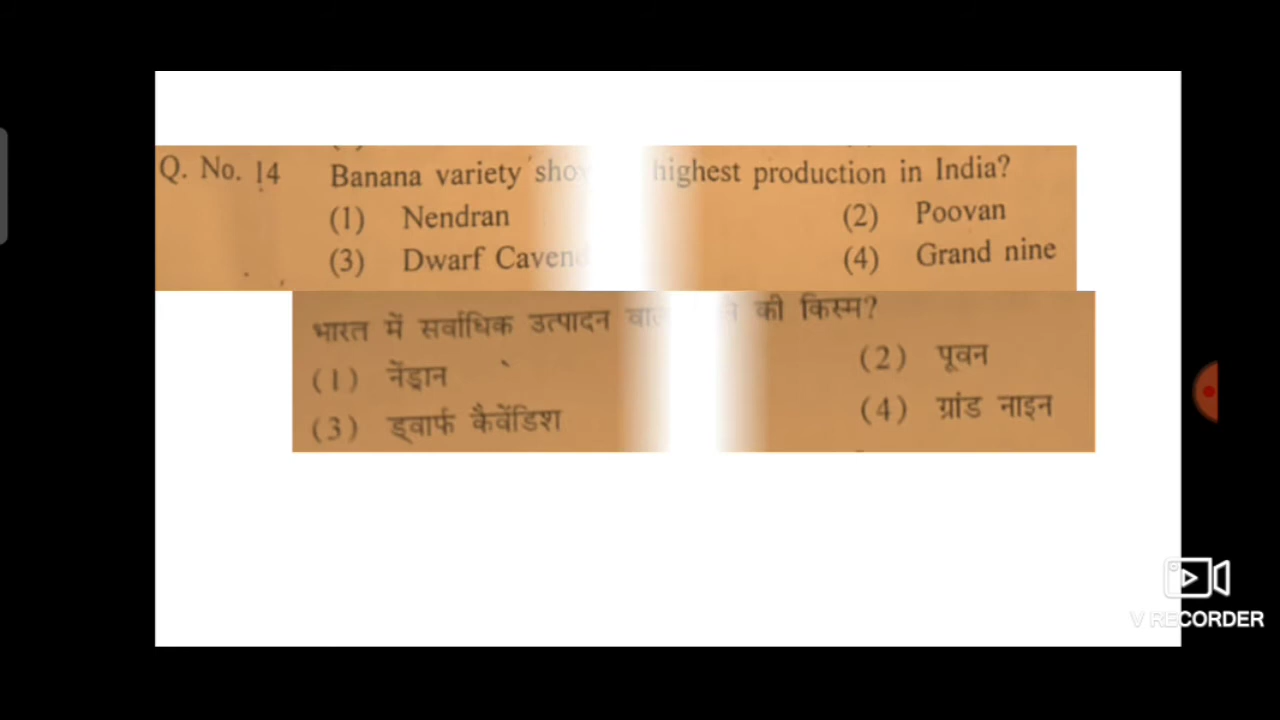 Q. No. 14 Banana variety highest production in India?
(1) Nendran (2) Poovan
(3) Dwarf (4) Grand nine
भारत में सर्वाधिक उत्पादन की किस्म?
(1) नेंड्रान (2) पूवन
(3) ड्वार्फ कैवेंडिश (4) ग्रांड नाइन
V RECORDER